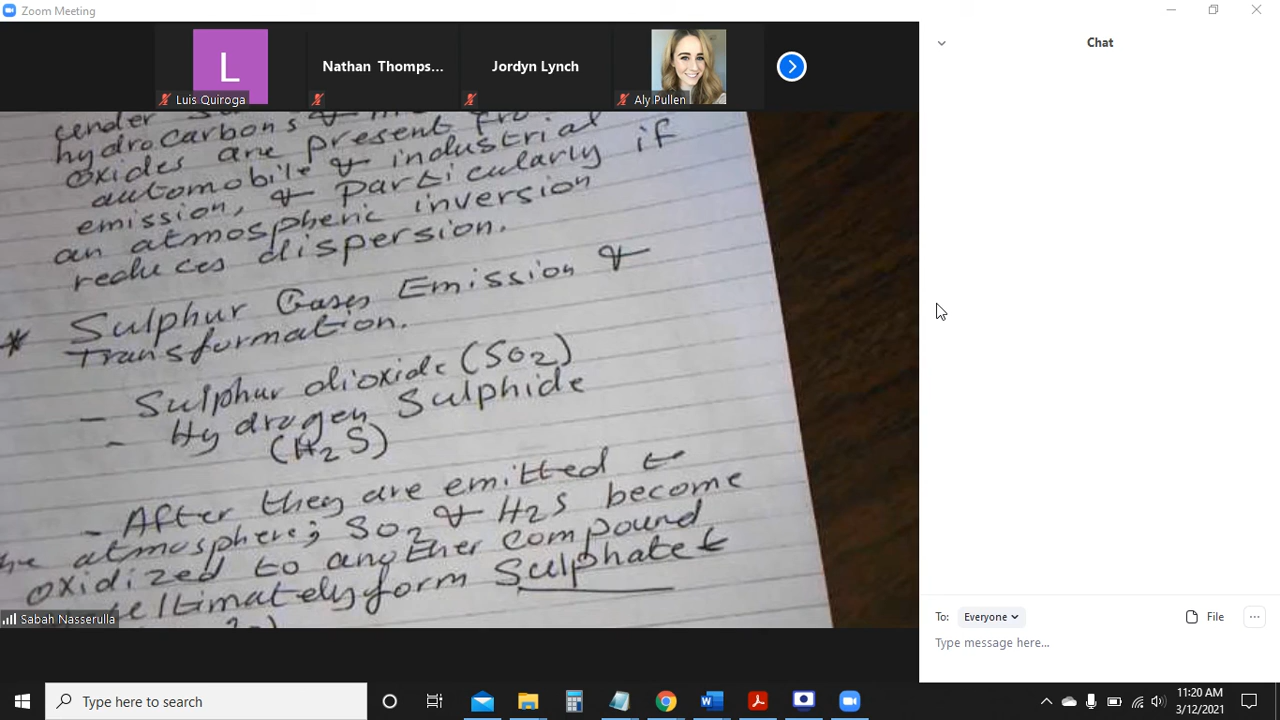 Zoom Meeting
L
Luis Quiroga
Nathan Thomps...
Jordyn Lynch
Aly Pullen
Chat
hydrocarbons &
oxides are present
automobile & industrial
emission, & particularly if
an atmospheric inversion
reduces dispersion.
* Sulphur Gases Emission &
Transformation.
- Sulphur dioxide (SO2)
- Hydrogen Sulphide
(H2S)
- After they are emitted to
atmosphere; SO2 & H2S become
oxidized to another compound
form Sulphate
Sabah Nasserulla
To: Everyone
File
Type message here...
Type here to search
11:20 AM
3/12/2021